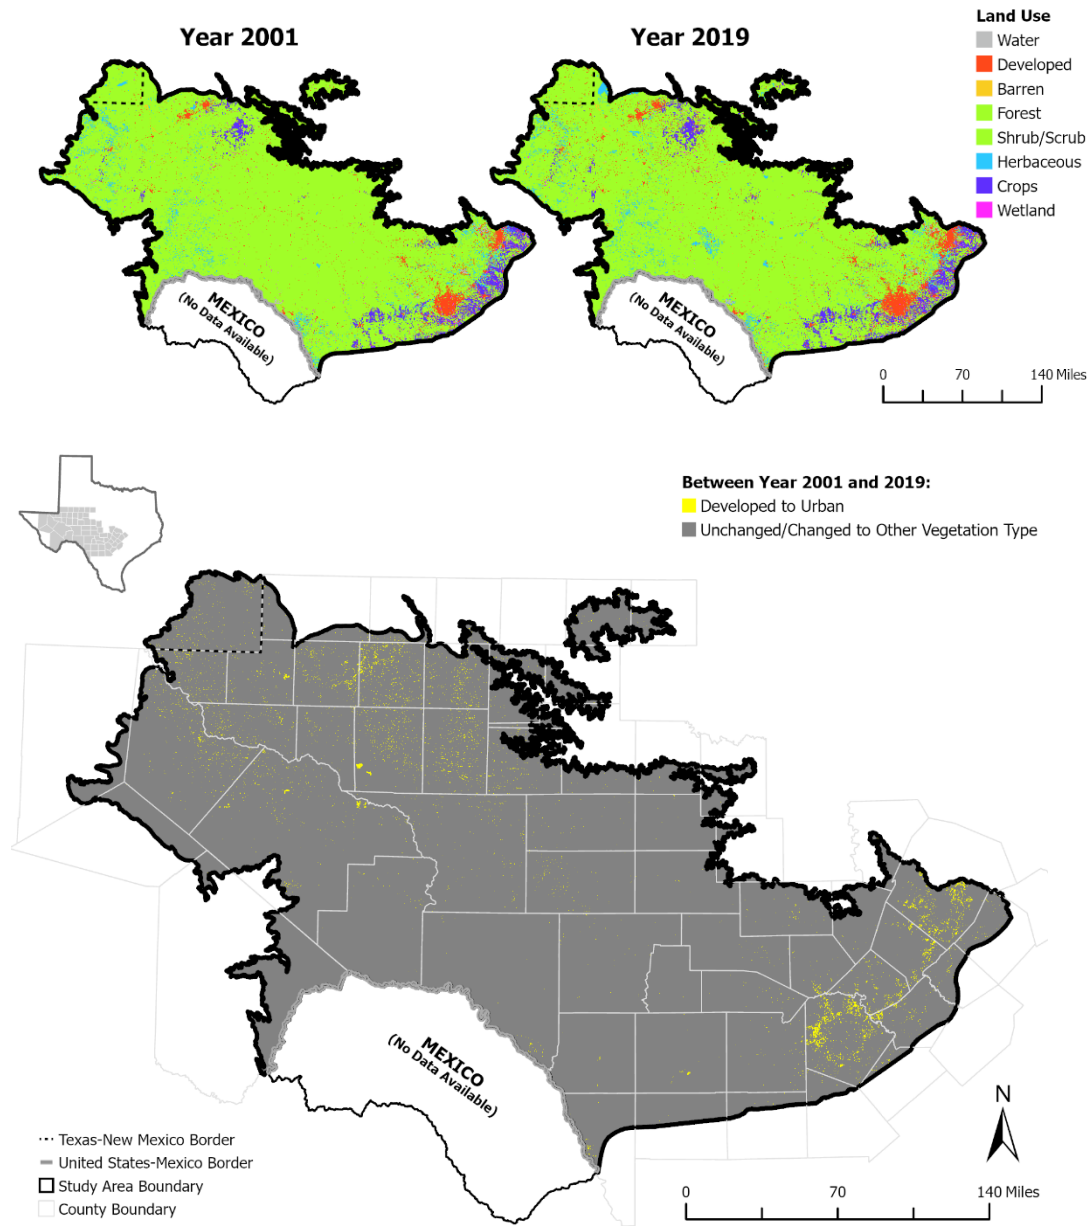 Year 2001
Year 2019
Land Use
Water
Developed
Barren
Forest
Shrub/Scrub
Herbaceous
Crops
Wetland
MEXICO
(No Data Available)
MEXICO
(No Data Available)
0 70 140 Miles
Between Year 2001 and 2019:
Developed to Urban
Unchanged/Changed to Other Vegetation Type
MEXICO
(No Data Available)
N
Texas-New Mexico Border
United States-Mexico Border
Study Area Boundary
County Boundary
0 70 140 Miles